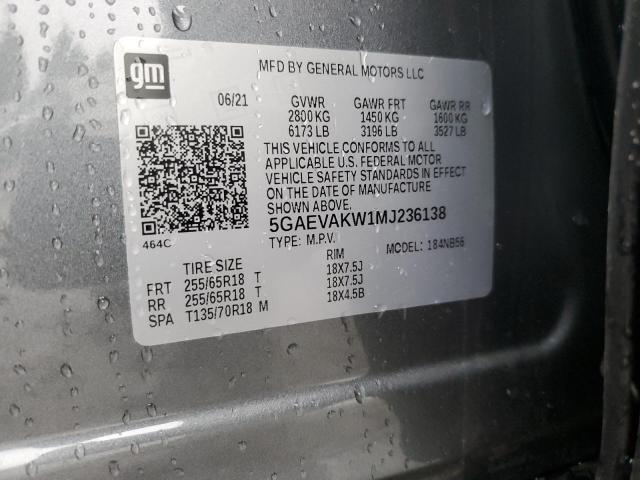 gm
MFD BY GENERAL MOTORS LLC
06/21 GVWR GAWR FRT GAWR RR
2800 KG 1450 KG 1600 KG
6173 LB 3196 LB 3527 LB
THIS VEHICLE CONFORMS TO ALL
APPLICABLE U.S. FEDERAL MOTOR
VEHICLE SAFETY STANDARDS IN EFFECT
ON THE DATE OF MANUFACTURE
SHOWN ABOVE.
464C
5GAEVAKW1MJ236138
TYPE: M.P.V. MODEL: 184NB56
TIRE SIZE RIM
FRT 255/65R18 T 18X7.5J
RR 255/65R18 T 18X7.5J
SPA T135/70R18 M 18X4.5B